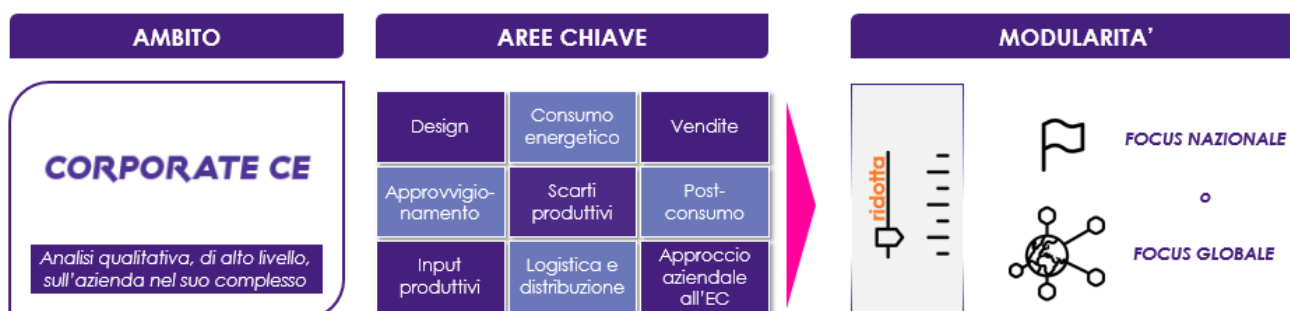 AMBITO
CORPORATE CE
Analisi qualitativa, di alto livello,
sull'azienda nel suo complesso
AREE CHIAVE
Design
Consumo
energetico
Vendite
Approvvigio-
namento
Scarti
produttivi
Post-
consumo
Input
produttivi
Logistica e
distribuzione
Approccio
aziendale
all'EC
MODULARITA'
ridotta
FOCUS NAZIONALE
o
FOCUS GLOBALE